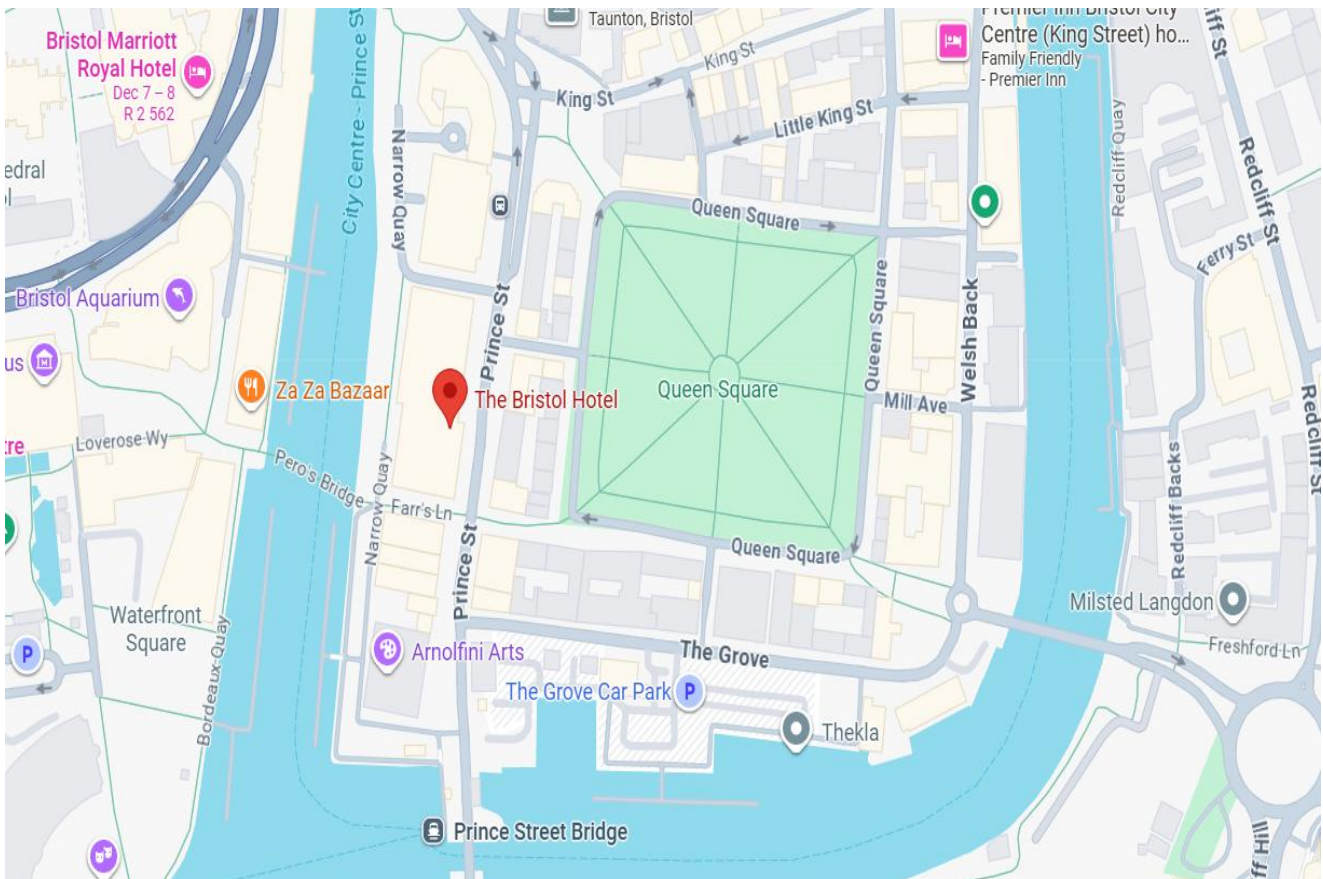 Taunton, Bristol
Premier Inn Bristol City
Centre (King Street) ho...
Family Friendly
- Premier Inn
Bristol Marriott
Royal Hotel
Dec 7 – 8
R 2 562
City Centre - Prince St
King St
King St
Little King St
Narrow Quay
Redcliff Quay
Redcliff St
Redcliff St
Ferry St
edral
ol
Queen Square
Bristol Aquarium
Prince St
Queen Square
Welsh Back
us
Za Za Bazaar
The Bristol Hotel
Queen Square
Mill Ave
Redcliff St
tre
Loverose Wy
Pero's Bridge
Farr's Ln
Narrow Quay
Prince St
Queen Square
Redcliff Backs
Waterfront
Square
Bordeaux Quay
P
Arnolfini Arts
The Grove
Milsted Langdon
Freshford Ln
The Grove Car Park
P
Thekla
Prince Street Bridge
ff Hill